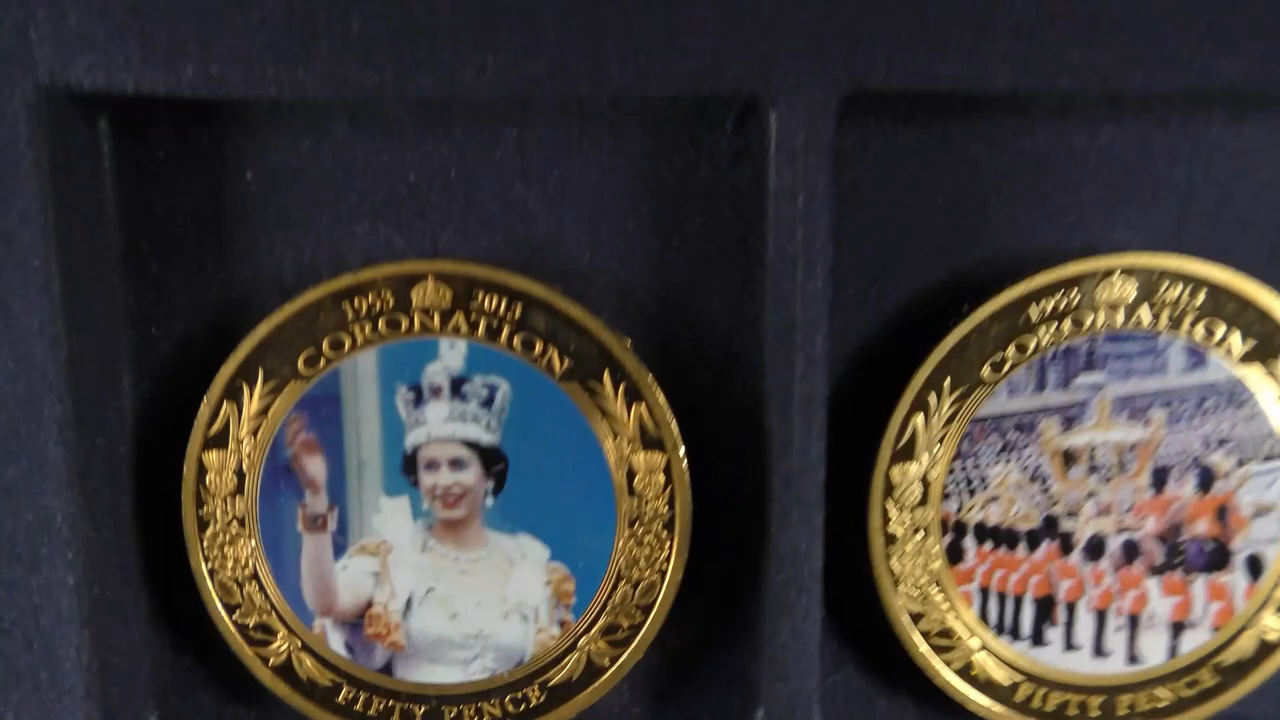 1953 2013
CORONATION
FIFTY PENCE
1953 2013
CORONATION
FIFTY PENCE